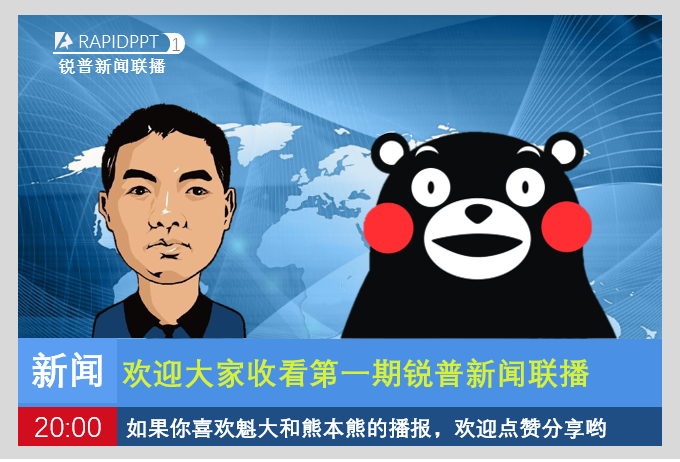 RAPIDPPT 1
锐普新闻联播
新闻
欢迎大家收看第一期锐普新闻联播
20:00
如果你喜欢魁大和熊本熊的播报，欢迎点赞分享哟